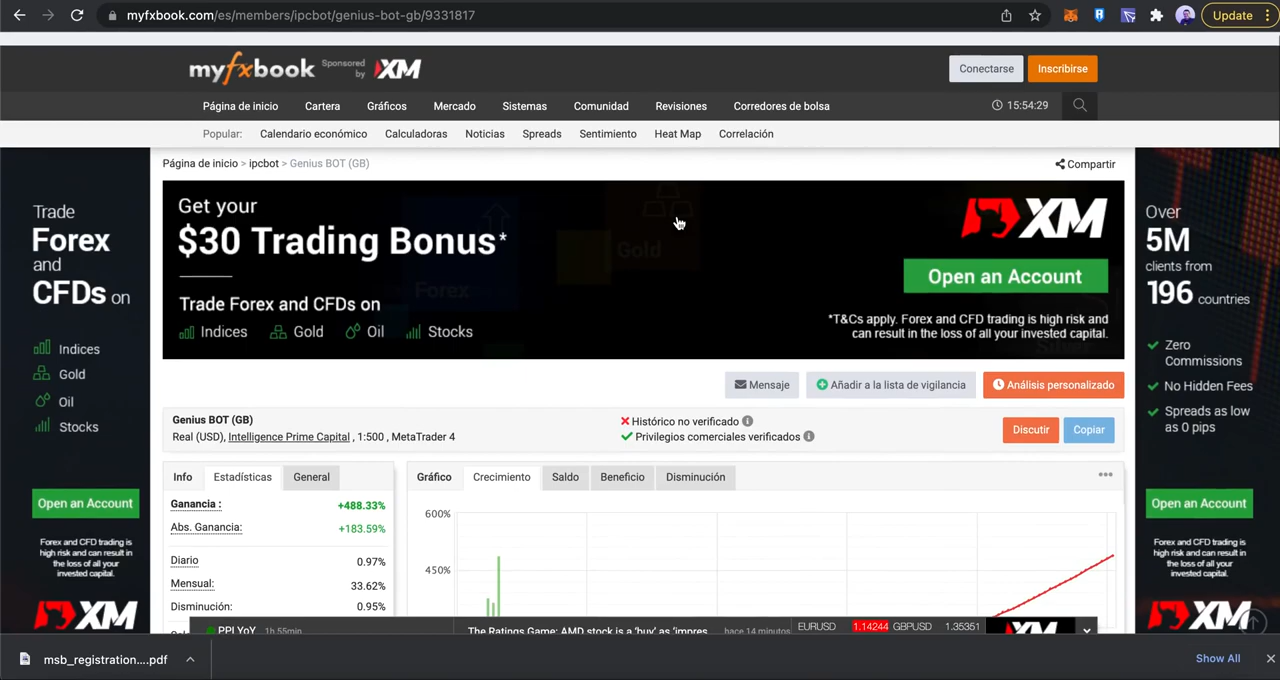 myfxbook.com/es/members/ipcbot/genius-bot-gb/9331817
Update
myfxbook Sponsored by XM
Conectarse
Inscribirse
Página de inicio Cartera Gráficos Mercado Sistemas Comunidad Revisiones Corredores de bolsa
15:54:29
Popular: Calendario económico Calculadoras Noticias Spreads Sentimiento Heat Map Correlación
Página de inicio > ipcbot > Genius BOT (GB)
Compartir
Trade
Forex
and
CFDs on
Indices
Gold
Oil
Stocks
Open an Account
Forex and CFD trading is
high risk and can result
in the loss of all your
invested capital.
XM
Get your
$30 Trading Bonus*
Trade Forex and CFDs on
Indices Gold Oil Stocks
Gold
Forex
XM
Open an Account
*T&Cs apply. Forex and CFD trading is high risk and
can result in the loss of all your invested capital.
Over
5M
clients from
196 countries
Zero
Commissions
No Hidden Fees
Spreads as low
as 0 pips
Open an Account
Forex and CFD trading is
high risk and can result
in the loss of all your
invested capital.
XM
Mensaje
Añadir a la lista de vigilancia
Análisis personalizado
Genius BOT (GB)
Real (USD), Intelligence Prime Capital , 1:500 , MetaTrader 4
Histórico no verificado
Privilegios comerciales verificados
Discutir
Copiar
Info Estadísticas General
Ganancia : +488.33%
Abs. Ganancia: +183.59%
Diario 0.97%
Mensual: 33.62%
Disminución: 0.95%
Gráfico Crecimiento Saldo Beneficio Disminución
600%
450%
PPI YoY 1h 55min
The Ratings Game: AMD stock is a 'buy' as 'impres hace 14 minutos
EURUSD 1.14244 GBPUSD 1.35351
XM
msb_registration....pdf
Show All